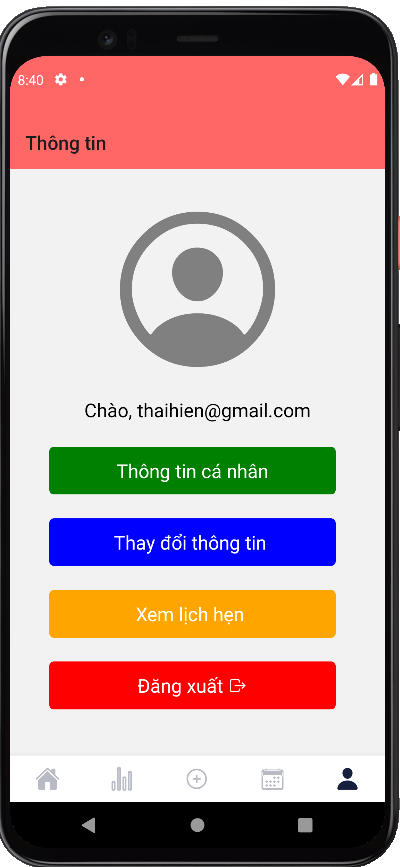 8:40
Thông tin
Chào, thaihien@gmail.com
Thông tin cá nhân
Thay đổi thông tin
Xem lịch hẹn
Đăng xuất